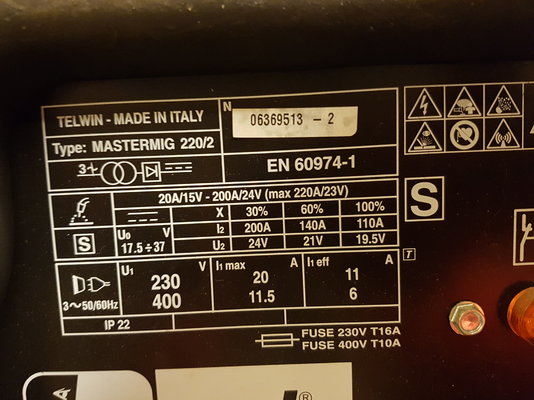 TELWIN - MADE IN ITALY
N 06369513 - 2
Type: MASTERMIG 220/2
3~
EN 60974-1
20A/15V - 200A/24V (max 220A/23V)
X 30% 60% 100%
S U0 V I2 200A 140A 110A
17.5÷37 U2 24V 21V 19.5V
S
T
U1 V I1 max A I1 eff A
230 20 11
3~50/60Hz 400 11.5 6
IP 22
FUSE 230V T16A
FUSE 400V T10A
®